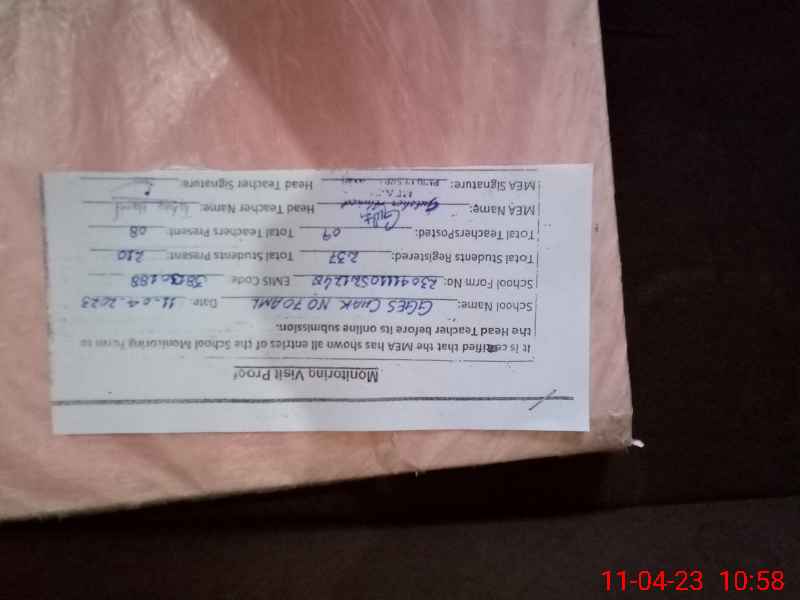 Monitoring Visit Proof
It is certified that the MEA has shown all entries of the School Monitoring Form to
the Head Teacher before its online submission.
School Name: GGES CHAK NO 70 AML Date: 11-04-2023
School Form No: EMIS Code:
Total Students Registered: 237 Total Students Present: 210
Total TeachersPosted: 09 Total Teachers Present: 08
MEA Name: Head Teacher Name:
MEA Signature: Head Teacher Signature:
11-04-23 10:58